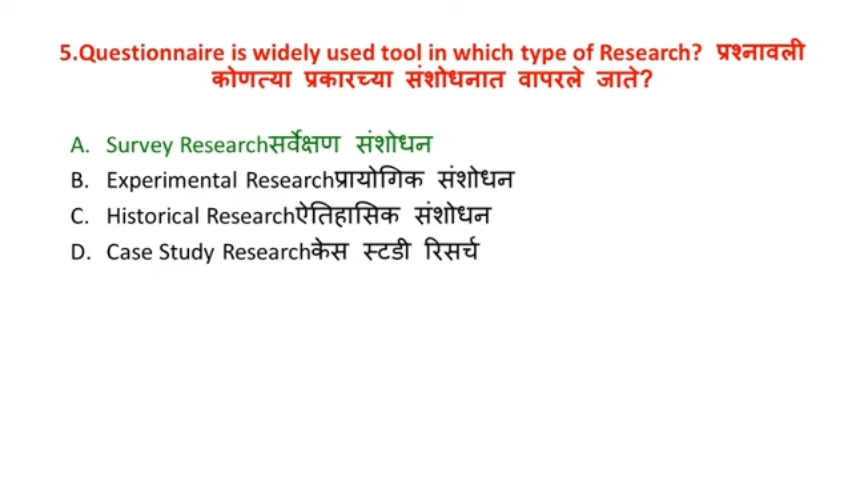 5.Questionnaire is widely used tool in which type of Research? प्रश्नावली
कोणत्या प्रकारच्या संशोधनात वापरले जाते?
A. Survey Researchसर्वेक्षण संशोधन
B. Experimental Researchप्रायोगिक संशोधन
C. Historical Researchऐतिहासिक संशोधन
D. Case Study Researchकेस स्टडी रिसर्च